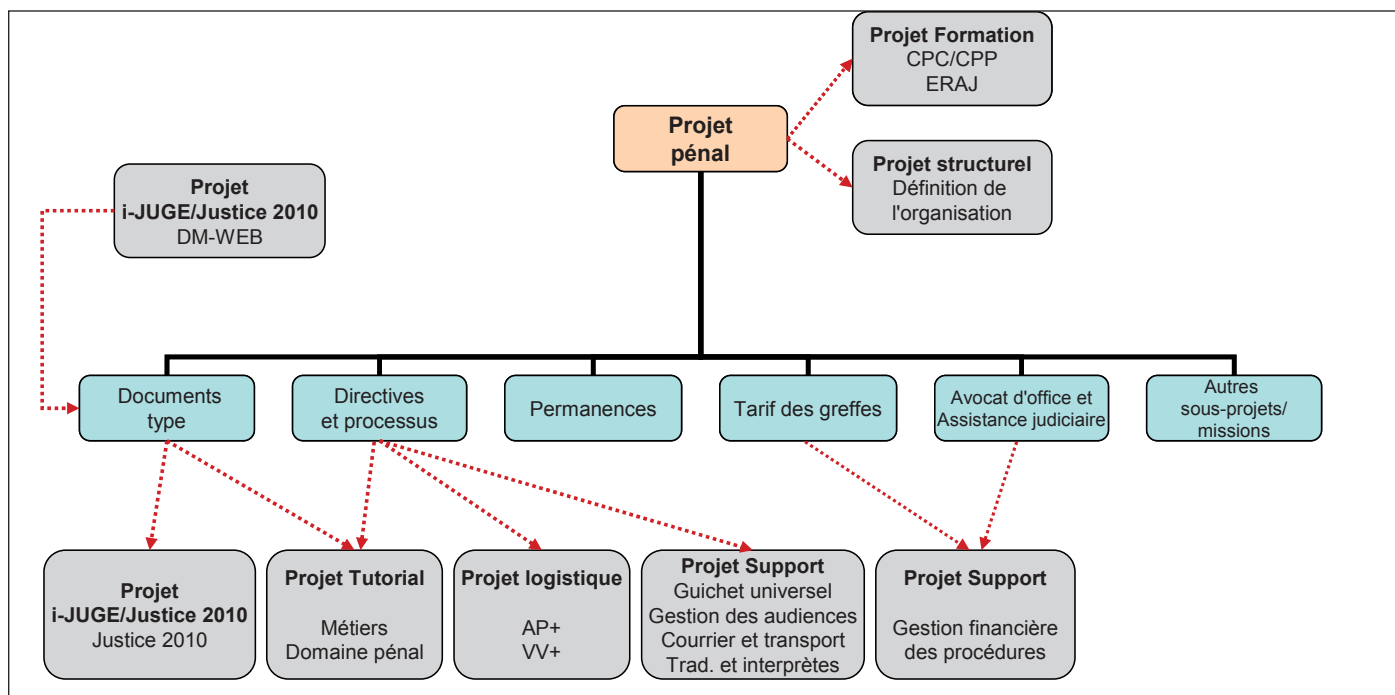 Projet Formation
CPC/CPP
ERAJ
Projet
pénal
Projet structurel
Définition de
l'organisation
Projet
i-JUGE/Justice 2010
DM-WEB
Documents
type
Directives
et processus
Permanences
Tarif des greffes
Avocat d'office et
Assistance judiciaire
Autres
sous-projets/
missions
Projet
i-JUGE/Justice 2010
Justice 2010
Projet Tutorial
Métiers
Domaine pénal
Projet logistique
AP+
VV+
Projet Support
Guichet universel
Gestion des audiences
Courrier et transport
Trad. et interprètes
Projet Support
Gestion financière
des procédures